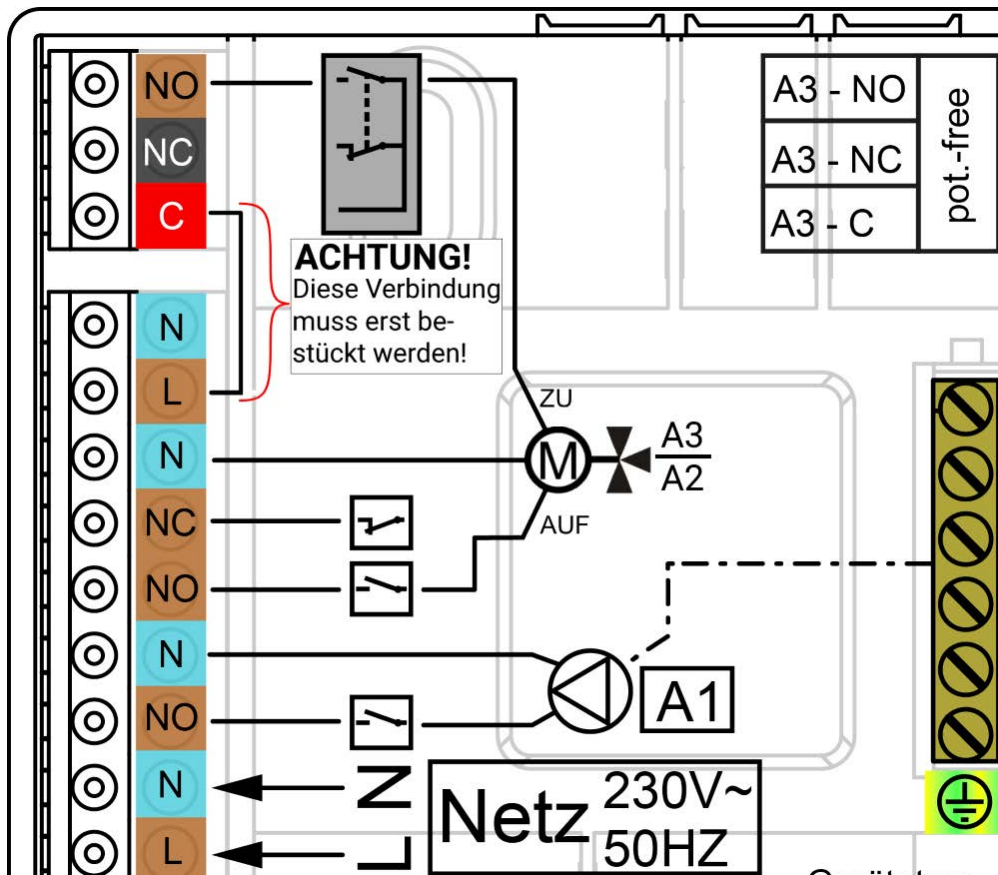 NO
NC
C
A3 - NO
A3 - NC
A3 - C
pot.-free
ACHTUNG!
Diese Verbindung
muss erst be-
stückt werden!
N
L
N
NC
NO
N
NO
N
L
ZU
M
A3
A2
AUF
A1
N
L
Netz
230V~
50HZ